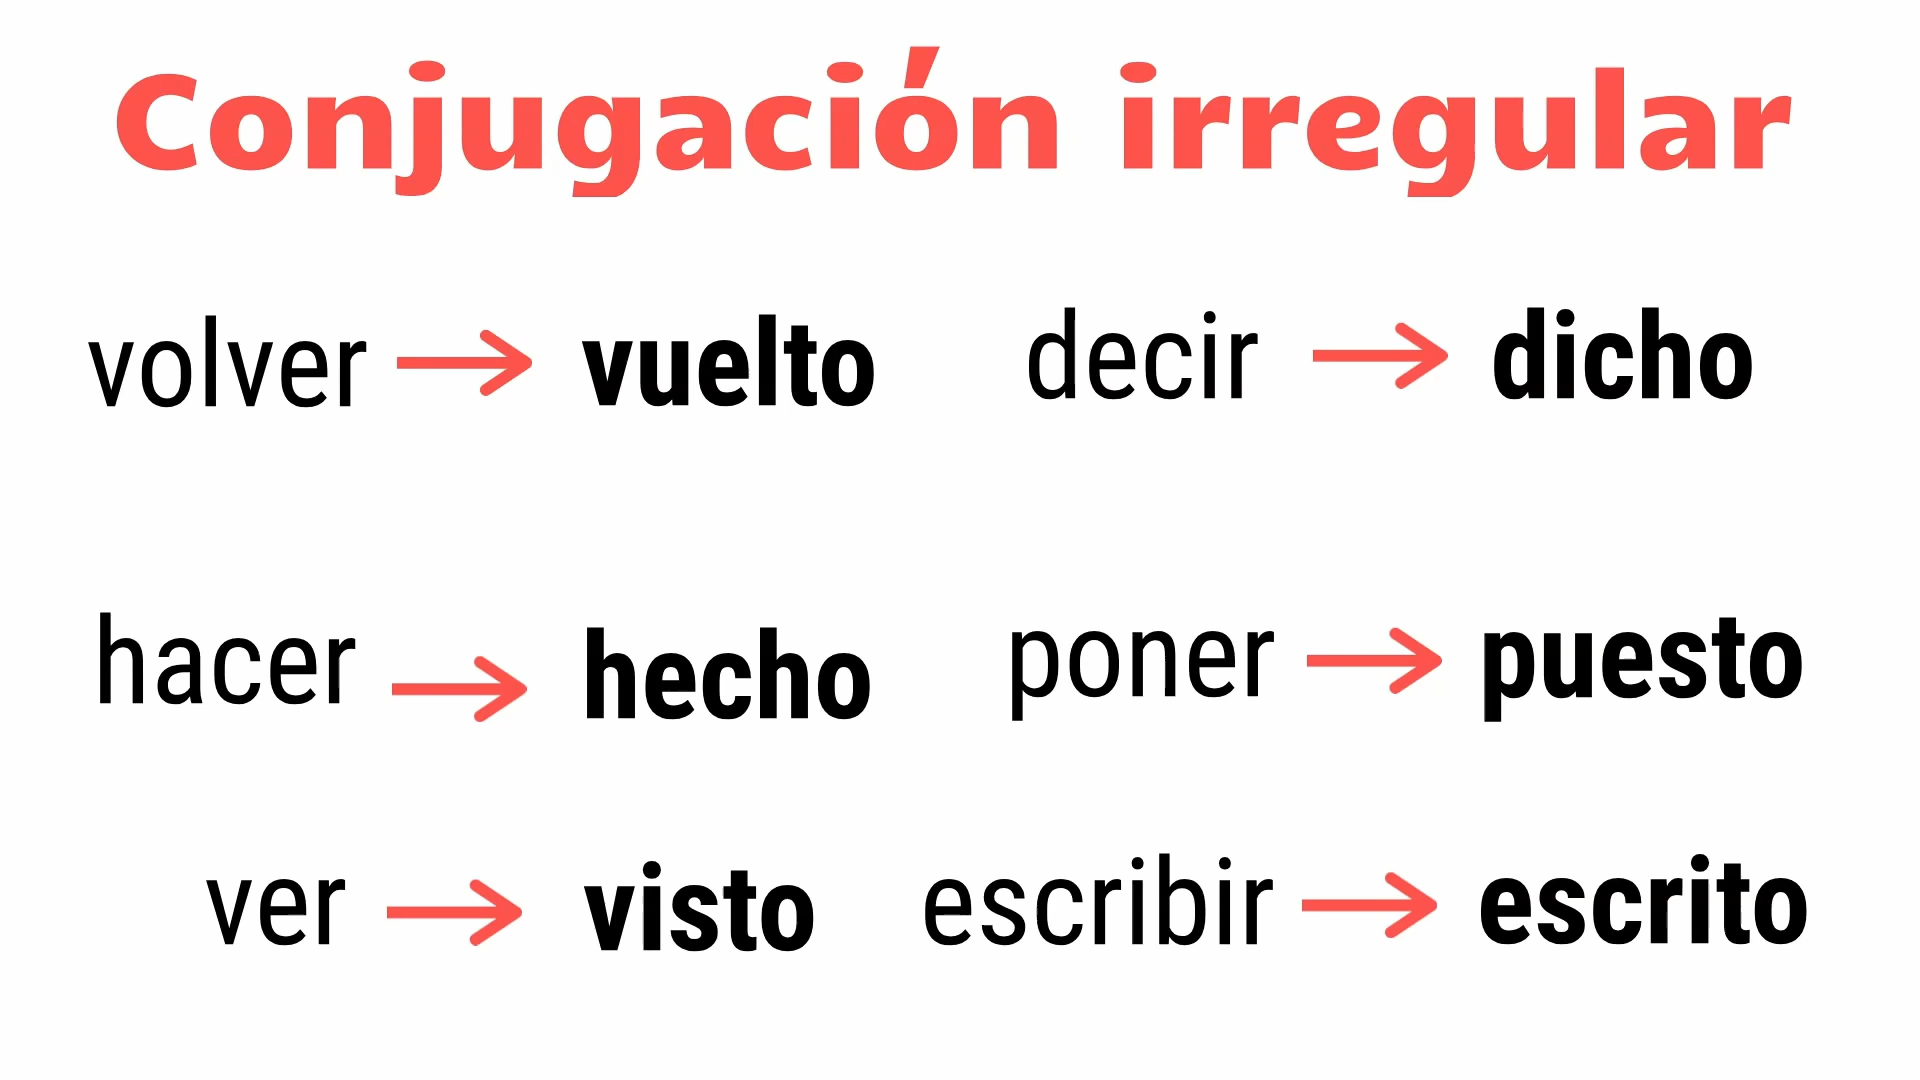 Conjugación irregular
volver → vuelto decir → dicho
hacer → hecho poner → puesto
ver → visto escribir → escrito